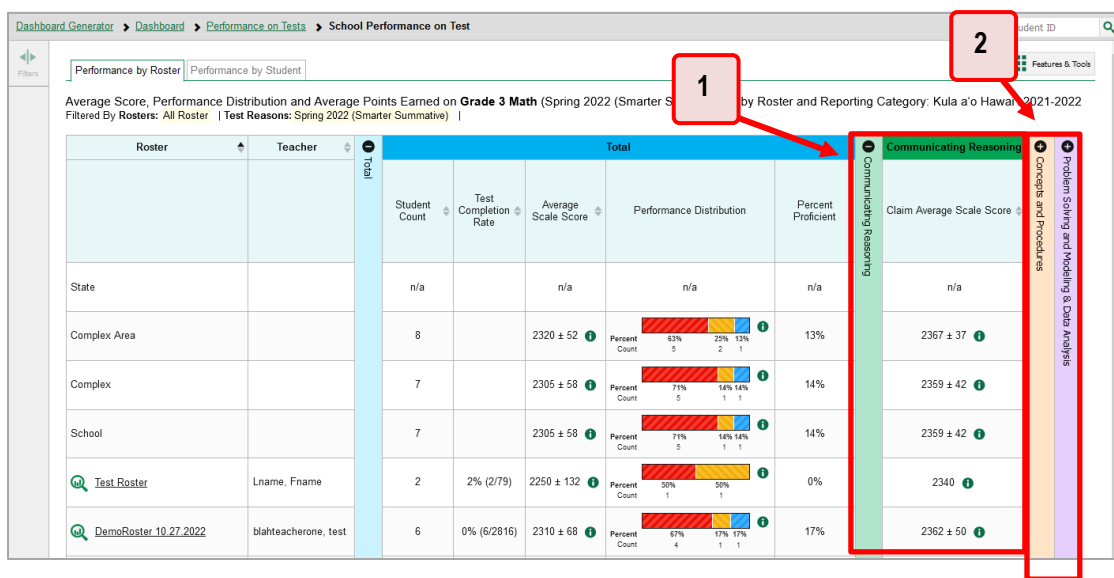 Dashboard Generator Dashboard Performance on Tests School Performance on Test
udent ID
2
Filters
Performance by Roster Performance by Student
Features & Tools
1
Average Score, Performance Distribution and Average Points Earned on Grade 3 Math (Spring 2022 (Smarter S by Roster and Reporting Category: Kula a'o Hawai 2021-2022
Filtered By Rosters: All Roster | Test Reasons: Spring 2022 (Smarter Summative) |
Roster Teacher Total Total Communicating Reasoning Communicating Reasoning Concepts and Procedures Problem Solving and Modeling & Data Analysis
Student Count Test Completion Rate Average Scale Score Performance Distribution Percent Proficient Claim Average Scale Score
State n/a n/a n/a n/a n/a
Complex Area 8 2320 ± 52 Percent 63% 25% 13% 13% 2367 ± 37
Count 5 2 1
Complex 7 2305 ± 58 Percent 71% 14% 14% 14% 2359 ± 42
Count 5 1 1
School 7 2305 ± 58 Percent 71% 14% 14% 14% 2359 ± 42
Count 5 1 1
Test Roster Lname, Fname 2 2% (2/79) 2250 ± 132 Percent 50% 50% 0% 2340
Count 1 1
DemoRoster 10.27.2022 blahteacherone, test 6 0% (6/2816) 2310 ± 68 Percent 67% 17% 17% 17% 2362 ± 50
Count 4 1 1